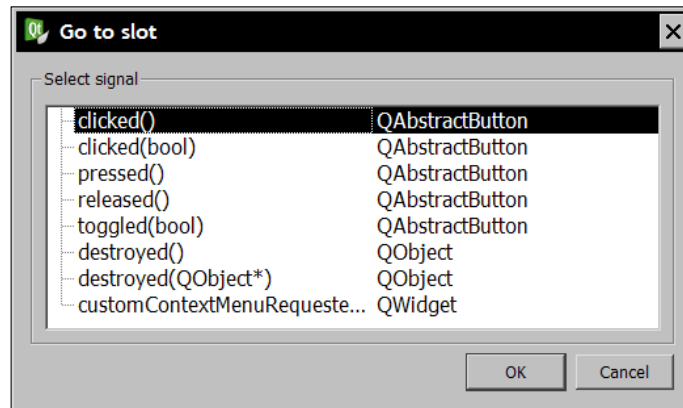 Qt Go to slot
Select signal
clicked() QAbstractButton
clicked(bool) QAbstractButton
pressed() QAbstractButton
released() QAbstractButton
toggled(bool) QAbstractButton
destroyed() QObject
destroyed(QObject*) QObject
customContextMenuRequeste... QWidget
OK Cancel